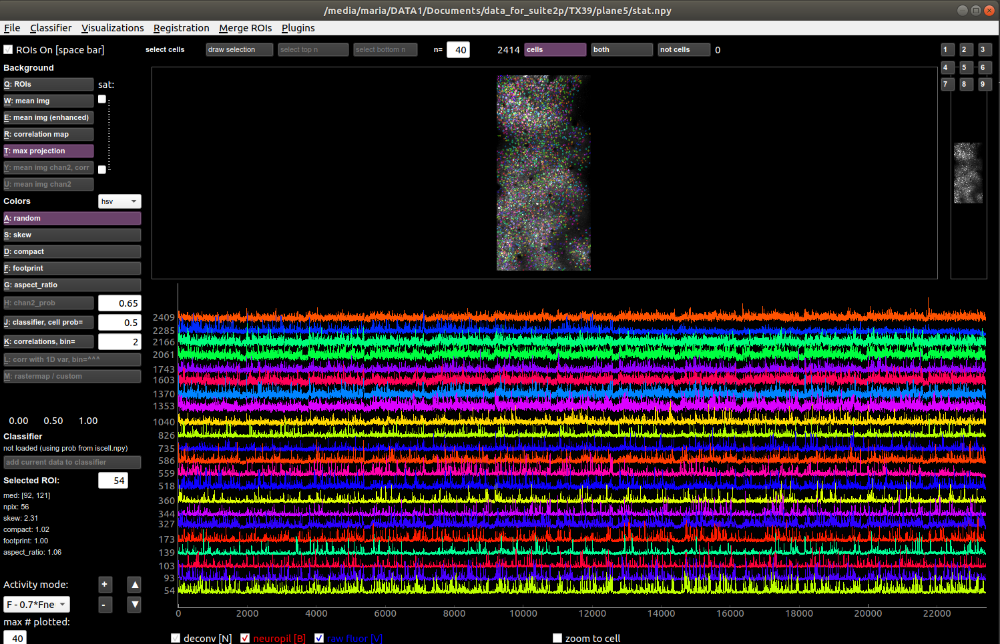 /media/maria/DATA1/Documents/data_for_suite2p/TX39/plane5/stat.npy
File Classifier Visualizations Registration Merge ROIs Plugins
ROIs On [space bar] select cells draw selection select top n select bottom n n= 40 2414 cells both not cells 0 1 2 3
Background
4 5 6
Q: ROIs sat: 7 8 9
W: mean img
E: mean img (enhanced)
R: correlation map
T: max projection
Y: mean img chan2, corr
U: mean img chan2
Colors hsv
A: random
S: skew
D: compact
F: footprint
G: aspect_ratio
H: chan2_prob 0.65
J: classifier, cell prob= 0.5
K: correlations, bin= 2
L: corr with 1D var, bin=^^^
M: rastermap / custom
0.00 0.50 1.00
Classifier
not loaded (using prob from iscell.npy)
add current data to classifier
Selected ROI: 54
med: [92, 121]
npix: 56
skew: 2.31
compact: 1.02
footprint: 1.00
aspect_ratio: 1.06
Activity mode: + ▲
F - 0.7*Fne - ▼
max # plotted:
40
2409
2285
2166
2061
1743
1603
1370
1353
1040
826
735
586
559
518
360
344
327
173
139
103
93
54
0 2000 4000 6000 8000 10000 12000 14000 16000 18000 20000 22000
deconv [N] neuropil [B] raw fluor [V] zoom to cell